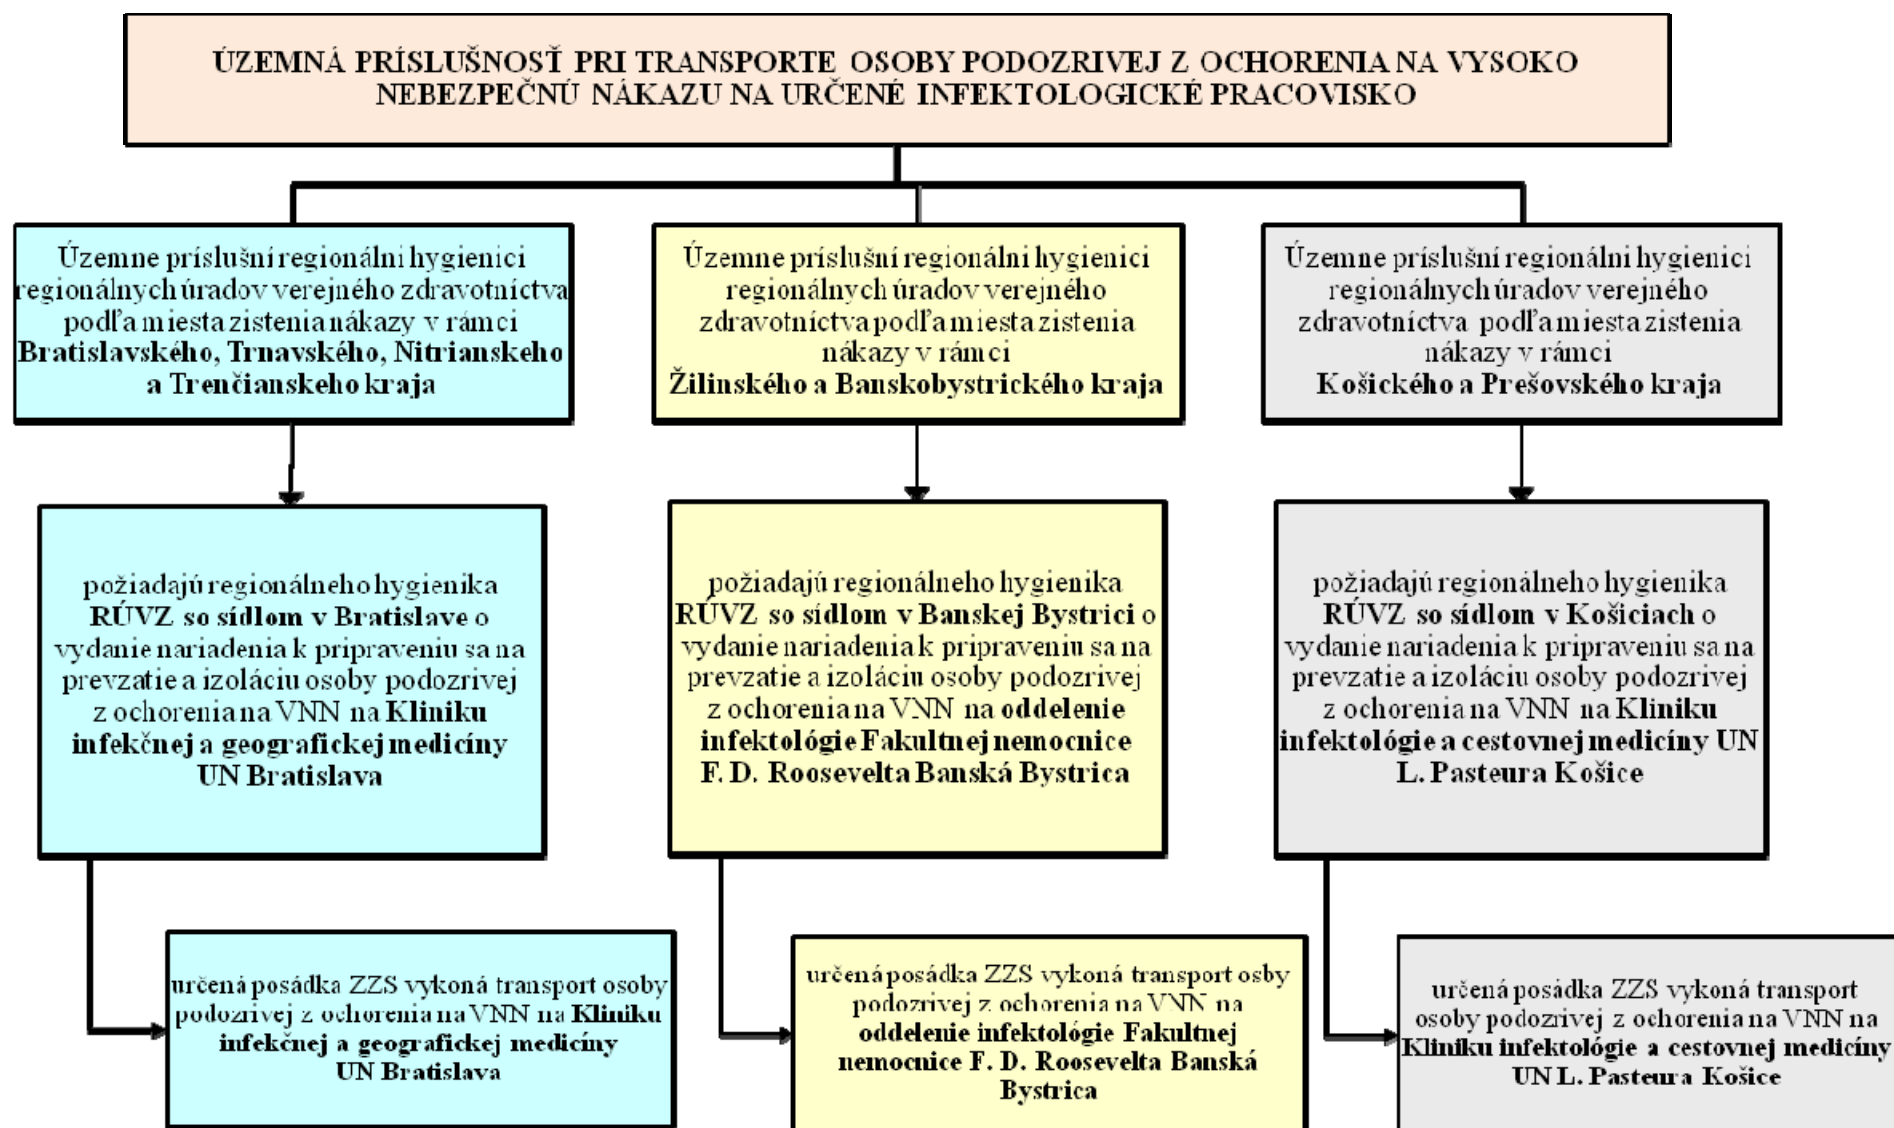 ÚZEMNÁ PRÍSLUŠNOSŤ PRI TRANSPORTE OSOBY PODOZRIVEJ Z OCHORENIA NA VYSOKO
NEBEZPEČNÚ NÁKAZU NA URČENÉ INFEKTOLOGICKÉ PRACOVISKO
Územne príslušní regionálni hygienici
regionálnych úradov verejného zdravotníctva
podľa miesta zistenia nákazy v rámci
Bratislavského, Trnavského, Nitrianskeho
a Trenčianskeho kraja
Územne príslušní regionálni hygienici
regionálnych úradov verejného
zdravotníctva podľa miesta zistenia
nákazy v rámci
Žilinského a Banskobystrického kraja
Územne príslušní regionálni hygienici
regionálnych úradov verejného
zdravotníctva podľa miesta zistenia
nákazy v rámci
Košického a Prešovského kraja
požiadajú regionálneho hygienika
RÚVZ so sídlom v Bratislave o
vydanie nariadenia k pripraveniu sa na
prevzatie a izoláciu osoby podozrivej
z ochorenia na VNN na Kliniku
infekčnej a geografickej medicíny
UN Bratislava
požiadajú regionálneho hygienika
RÚVZ so sídlom v Banskej Bystrici o
vydanie nariadenia k pripraveniu sa na
prevzatie a izoláciu osoby podozrivej
z ochorenia na VNN na oddelenie
infektológie Fakultnej nemocnice
F. D. Roosevelta Banská Bystrica
požiadajú regionálneho hygienika
RÚVZ so sídlom v Košiciach o
vydanie nariadenia k pripraveniu sa na
prevzatie a izoláciu osoby podozrivej
z ochorenia na VNN na Kliniku
infektológie a cestovnej medicíny UN
L. Pasteura Košice
určená posádka ZZS vykoná transport osoby
podozrivej z ochorenia na VNN na Kliniku
infekčnej a geografickej medicíny
UN Bratislava
určená posádka ZZS vykoná transport osby
podozrivej z ochorenia na VNN na
oddelenie infektológie Fakultnej
nemocnice F. D. Roosevelta Banská
Bystrica
určená posádka ZZS vykoná transport
osoby podozrivej z ochorenia na VNN na
Kliniku infektológie a cestovnej medicíny
UN L. Pasteura Košice